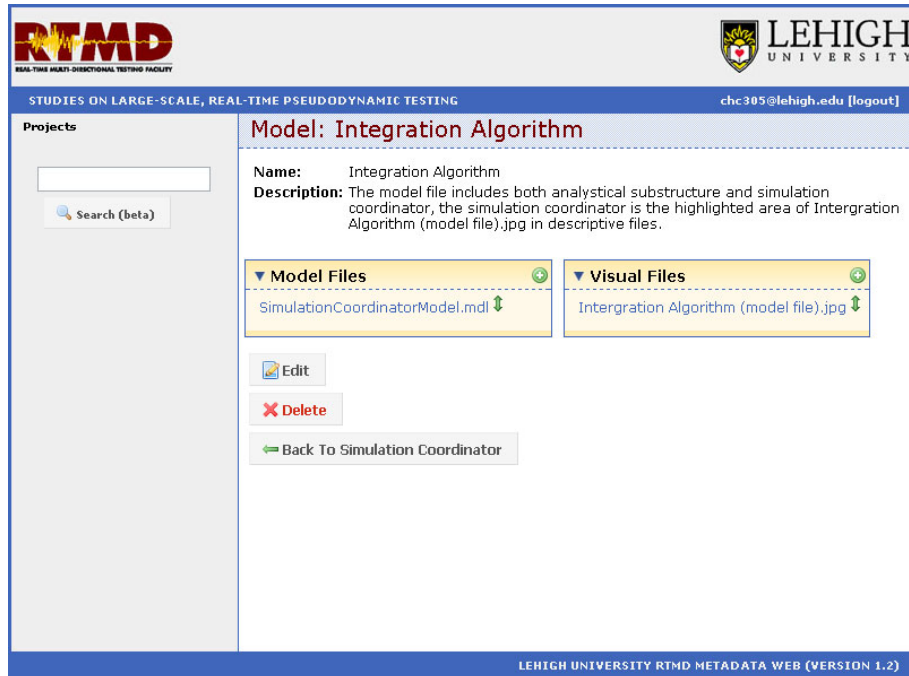 RTMD
REAL-TIME MULTI-DIRECTIONAL TESTING FACILITY
LEHIGH
UNIVERSITY
STUDIES ON LARGE-SCALE, REAL-TIME PSEUDODYNAMIC TESTING
chc305@lehigh.edu [logout]
Projects
Search (beta)
Model: Integration Algorithm
Name: Integration Algorithm
Description: The model file includes both analytical substructure and simulation
coordinator, the simulation coordinator is the highlighted area of Intergration
Algorithm (model file).jpg in descriptive files.
Model Files
SimulationCoordinatorModel.mdl
Visual Files
Intergration Algorithm (model file).jpg
Edit
Delete
Back To Simulation Coordinator
LEHIGH UNIVERSITY RTMD METADATA WEB (VERSION 1.2)